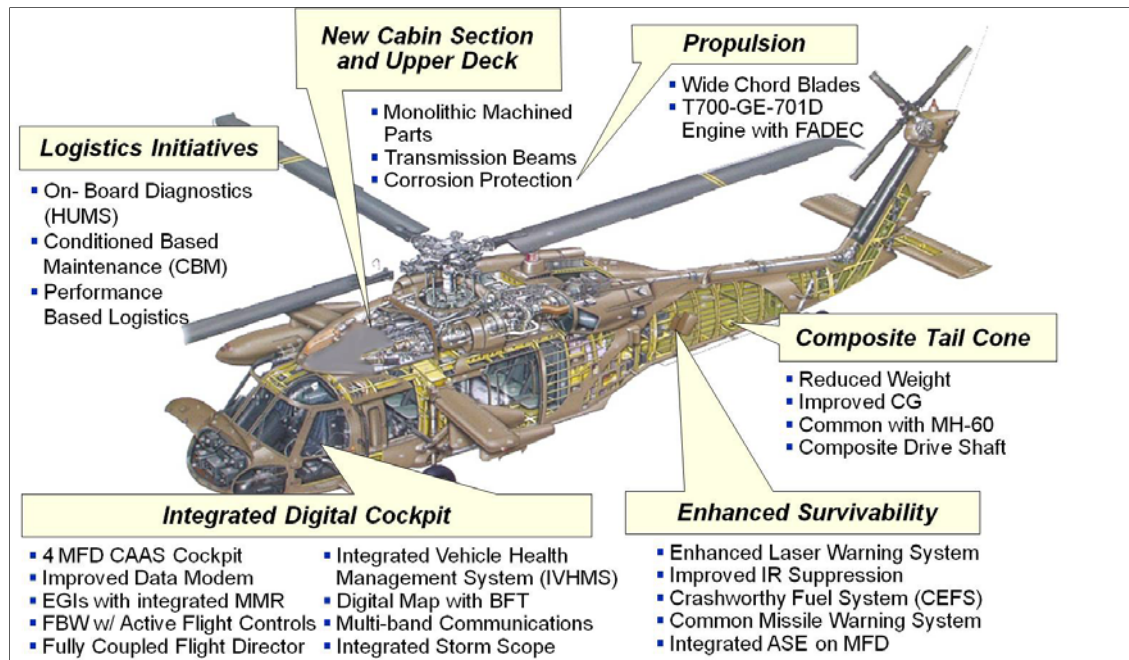 New Cabin Section
and Upper Deck
▪ Monolithic Machined
Parts
▪ Transmission Beams
▪ Corrosion Protection
Propulsion
▪ Wide Chord Blades
▪ T700-GE-701D
Engine with FADEC
Logistics Initiatives
▪ On- Board Diagnostics
(HUMS)
▪ Conditioned Based
Maintenance (CBM)
▪ Performance
Based Logistics
Composite Tail Cone
▪ Reduced Weight
▪ Improved CG
▪ Common with MH-60
▪ Composite Drive Shaft
Integrated Digital Cockpit
▪ 4 MFD CAAS Cockpit
▪ Improved Data Modem
▪ EGIs with integrated MMR
▪ FBW w/ Active Flight Controls
▪ Fully Coupled Flight Director
▪ Integrated Vehicle Health
Management System (IVHMS)
▪ Digital Map with BFT
▪ Multi-band Communications
▪ Integrated Storm Scope
Enhanced Survivability
▪ Enhanced Laser Warning System
▪ Improved IR Suppression
▪ Crashworthy Fuel System (CEFS)
▪ Common Missile Warning System
▪ Integrated ASE on MFD